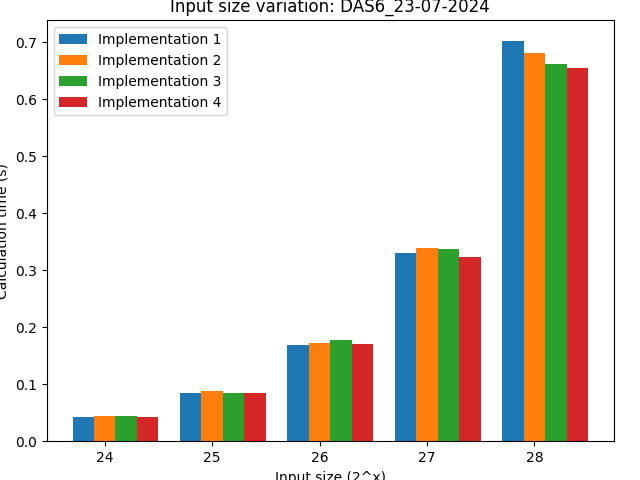 Input size variation: DAS6_23-07-2024
Implementation 1
Implementation 2
Implementation 3
Implementation 4
Calculation time (s)
0.7
0.6
0.5
0.4
0.3
0.2
0.1
0.0
24 25 26 27 28
Input size (2^x)